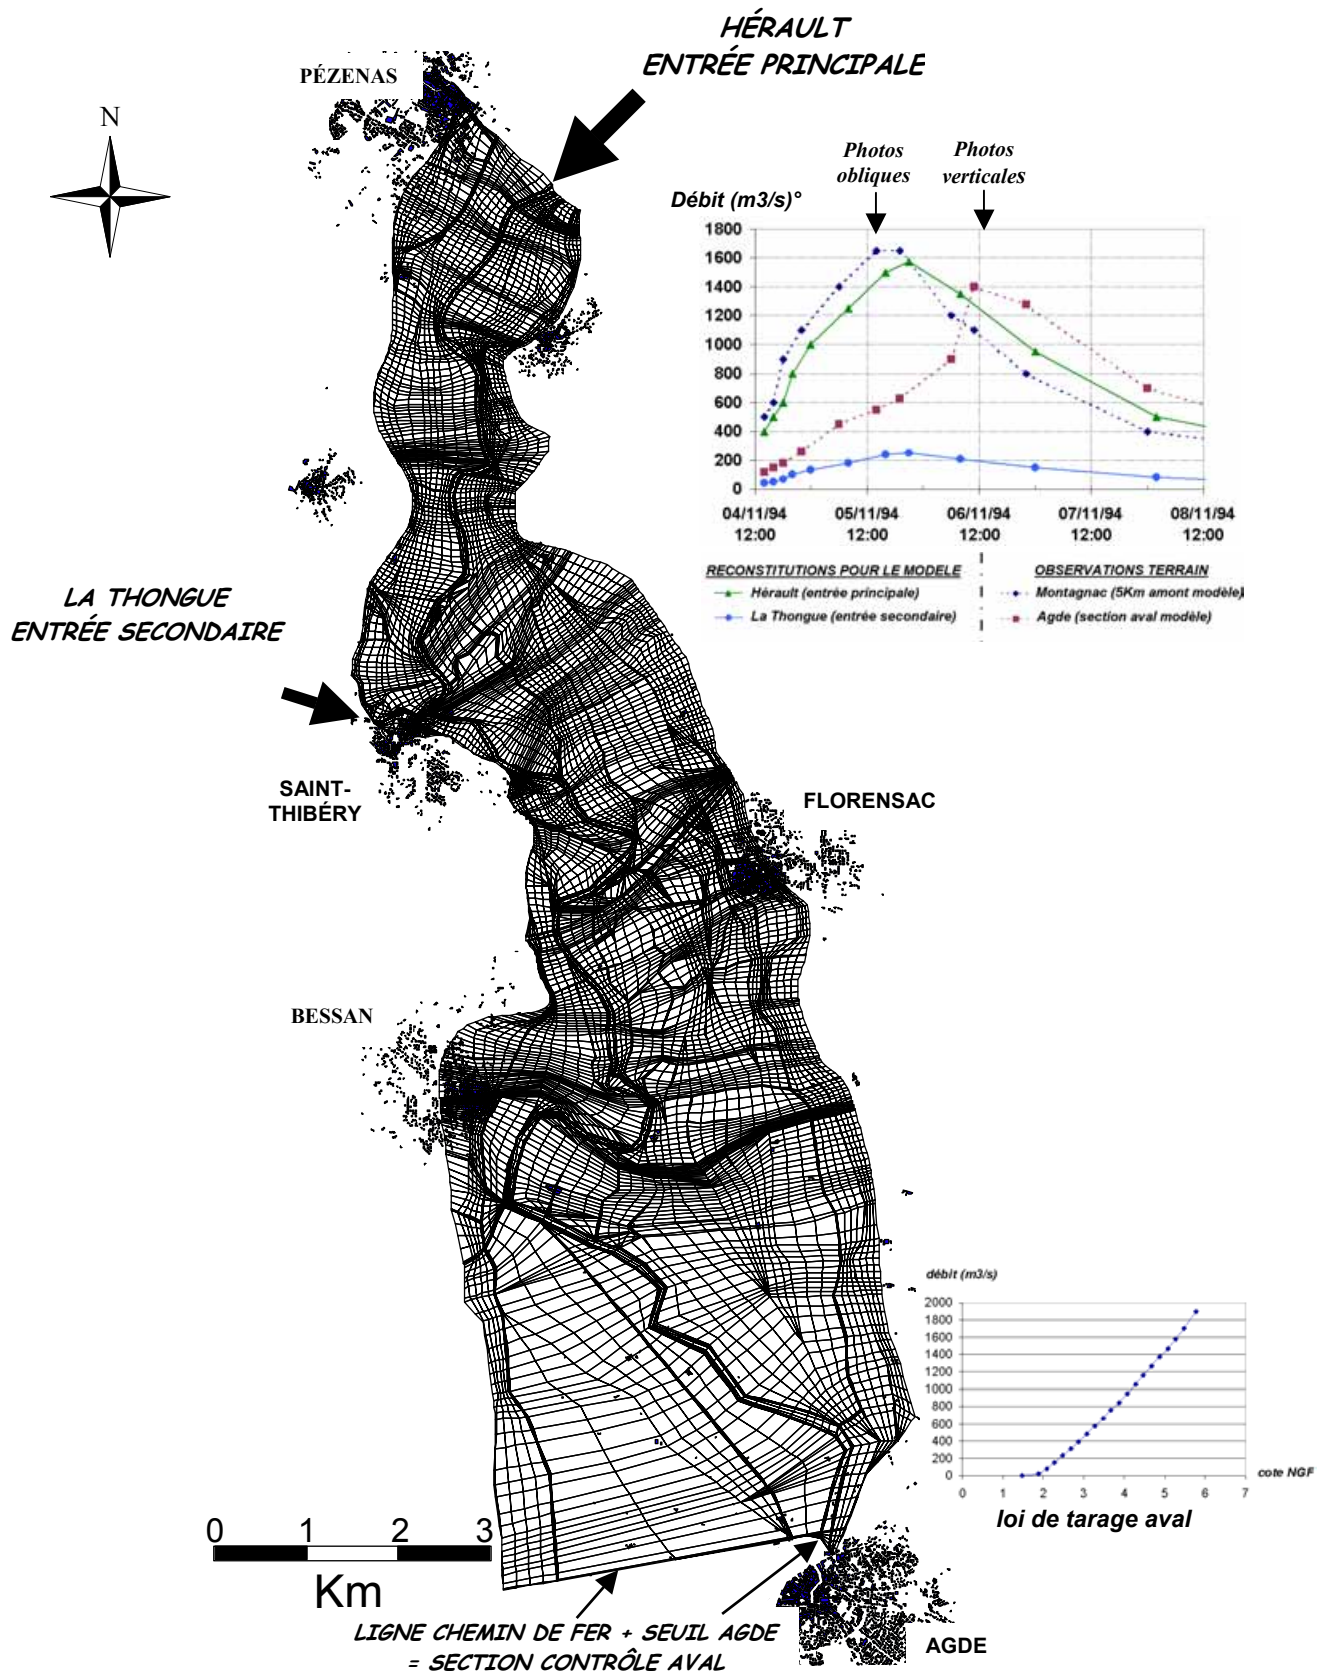 HÉRAULT
ENTRÉE PRINCIPALE
PÉZENAS
N
Photos
obliques
Photos
verticales
Débit (m3/s)°
1800
1600
1400
1200
1000
800
600
400
200
0
04/11/94
12:00
05/11/94
12:00
06/11/94
12:00
07/11/94
12:00
08/11/94
12:00
RECONSTITUTIONS POUR LE MODELE
Hérault (entrée principale)
La Thongue (entrée secondaire)
OBSERVATIONS TERRAIN
Montagnac (5Km amont modèle)
Agde (section aval modèle)
LA THONGUE
ENTRÉE SECONDAIRE
SAINT-
THIBÉRY
FLORENSAC
BESSAN
débit (m3/s)
2000
1800
1600
1400
1200
1000
800
600
400
200
0
0 1 2 3 4 5 6 7
cote NGF
loi de tarage aval
0 1 2 3
Km
LIGNE CHEMIN DE FER + SEUIL AGDE
= SECTION CONTRÔLE AVAL
AGDE